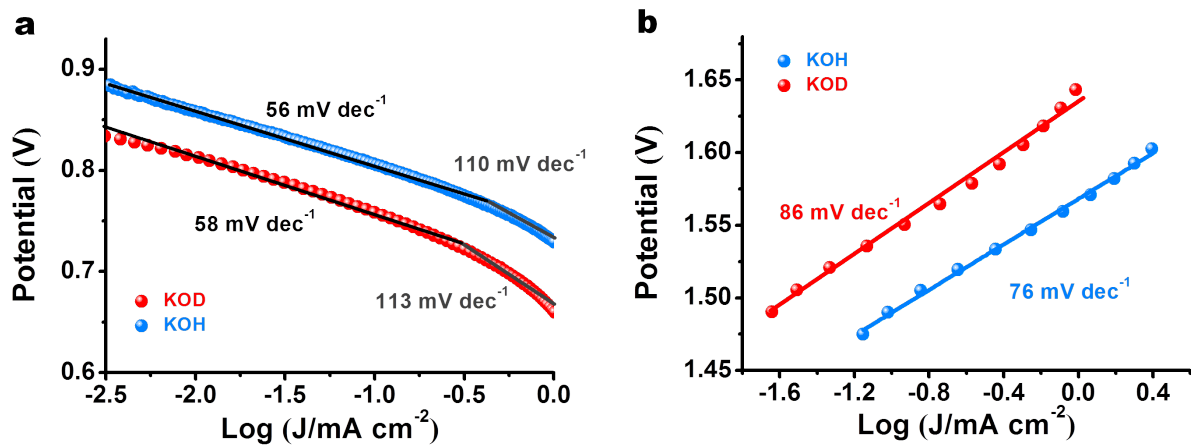 a
Potential (V)
0.9
0.8
0.7
0.6
56 mV dec⁻¹
110 mV dec⁻¹
58 mV dec⁻¹
113 mV dec⁻¹
KOD
KOH
-2.5 -2.0 -1.5 -1.0 -0.5 0.0
Log (J/mA cm⁻²)
b
Potential (V)
1.65
1.60
1.55
1.50
1.45
KOH
KOD
86 mV dec⁻¹
76 mV dec⁻¹
-1.6 -1.2 -0.8 -0.4 0.0 0.4
Log (J/mA cm⁻²)